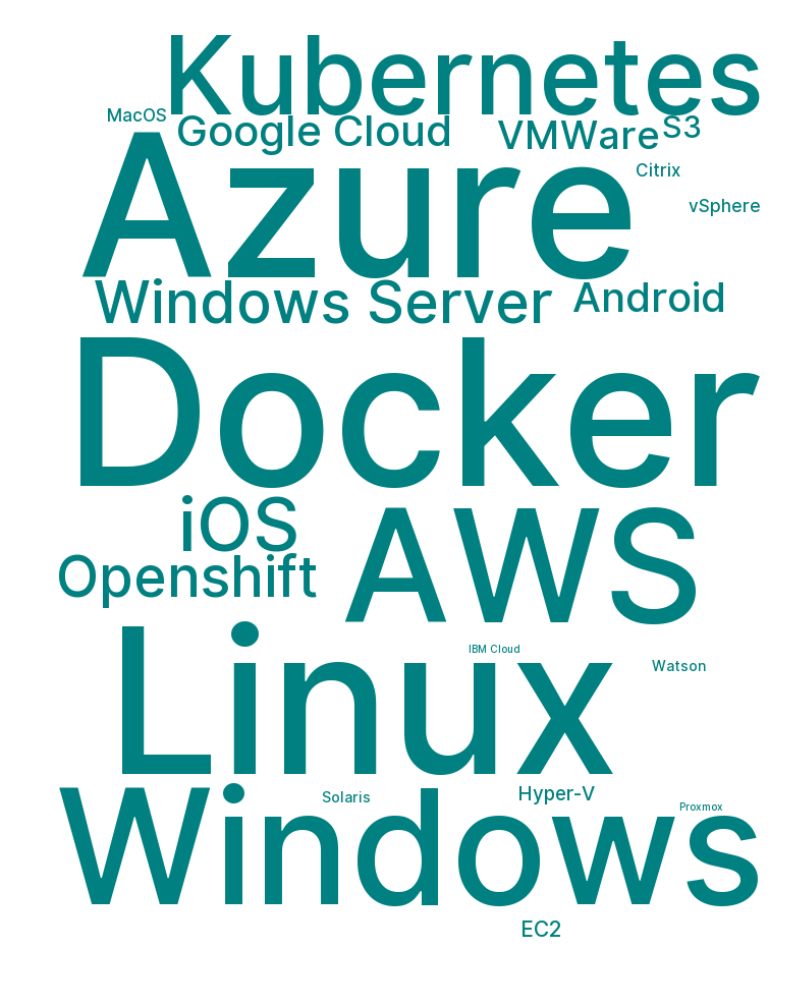 Kubernetes
MacOS
Google Cloud
VMWare
S3
Azure
Citrix
vSphere
Windows Server
Android
Docker
iOS
AWS
Openshift
Linux
IBM Cloud
Watson
Windows
Solaris
Hyper-V
Proxmox
EC2